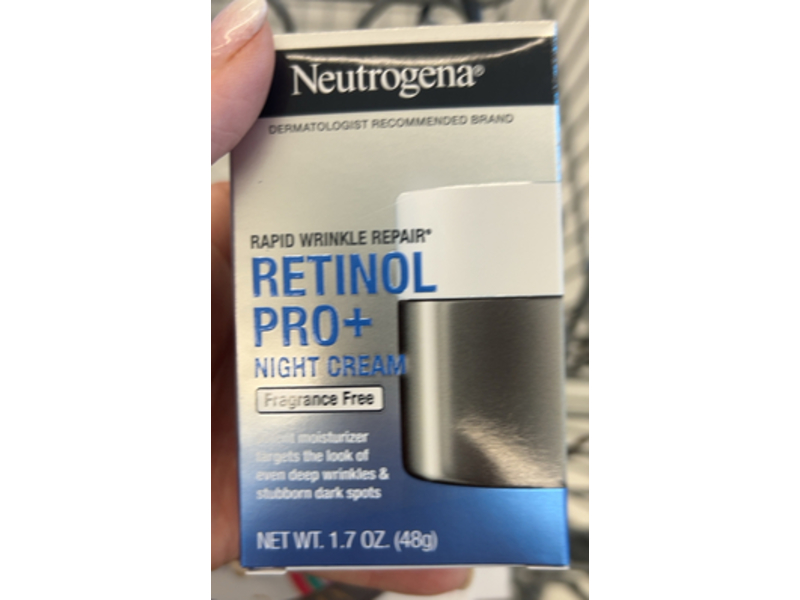 Neutrogena®
DERMATOLOGIST RECOMMENDED BRAND
RAPID WRINKLE REPAIR®
RETINOL
PRO+
NIGHT CREAM
Fragrance Free
moisturizer
targets the look of
even deep wrinkles &
stubborn dark spots
NET WT. 1.7 OZ. (48g)